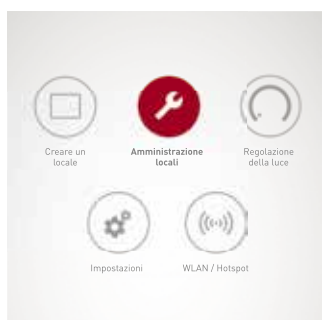 Creare un
locale
Amministrazione
locali
Regolazione
della luce
Impostazioni
WLAN / Hotspot